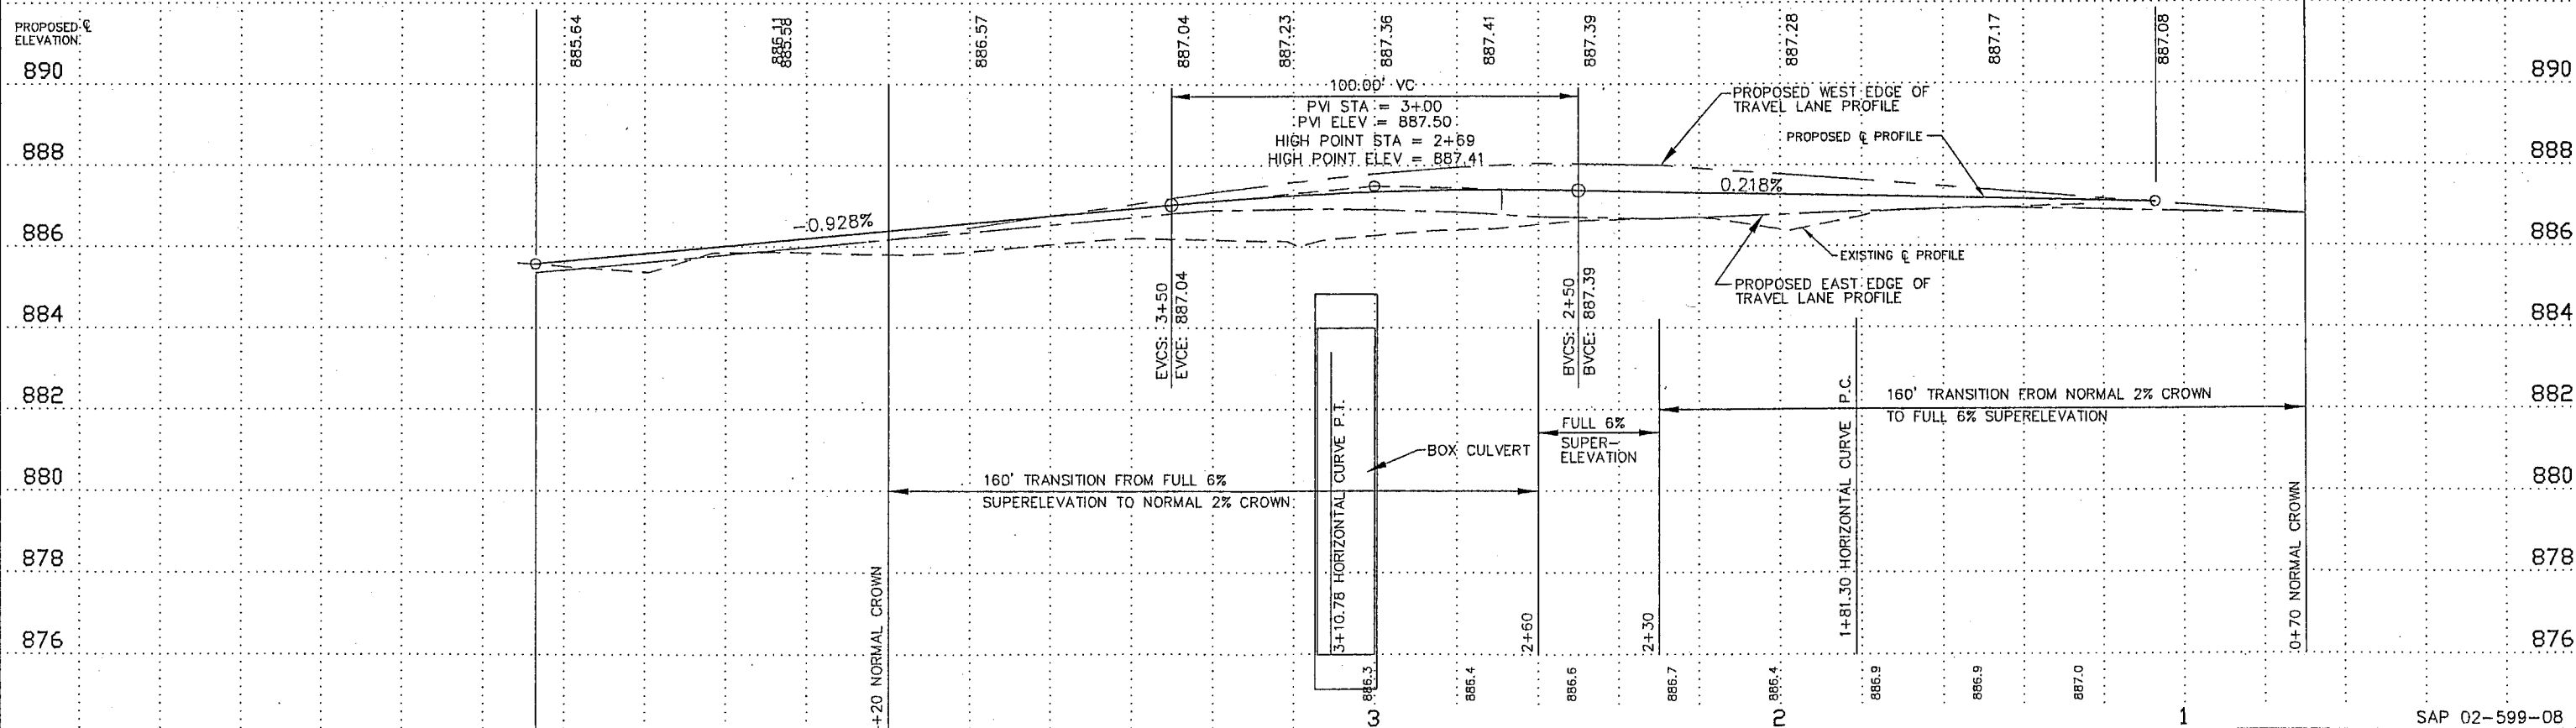 PROPOSED ℄
ELEVATION
885.64
886.11
885.58
886.57
887.04
887.23
887.36
887.41
887.39
887.28
887.17
887.08
890
890
100.00' VC
PVI STA = 3+00
PVI ELEV = 887.50
HIGH POINT STA = 2+69
HIGH POINT ELEV = 887.41
PROPOSED WEST EDGE OF
TRAVEL LANE PROFILE
PROPOSED ℄ PROFILE
888
888
-0.928%
0.218%
886
886
EXISTING ℄ PROFILE
PROPOSED EAST EDGE OF
TRAVEL LANE PROFILE
EVCS: 3+50
EVCE: 887.04
BVCS: 2+50
BVCE: 887.39
884
884
882
882
160' TRANSITION FROM NORMAL 2% CROWN
TO FULL 6% SUPERELEVATION
FULL 6%
SUPER-
ELEVATION
BOX CULVERT
880
880
160' TRANSITION FROM FULL 6%
SUPERELEVATION TO NORMAL 2% CROWN
878
878
876
876
+20 NORMAL CROWN
3+10.78 HORIZONTAL CURVE P.T.
2+60
2+30
1+81.30 HORIZONTAL CURVE P.C.
0+70 NORMAL CROWN
886.3
886.4
886.6
886.7
886.4
886.9
886.9
887.0
3
2
1
SAP 02-599-08